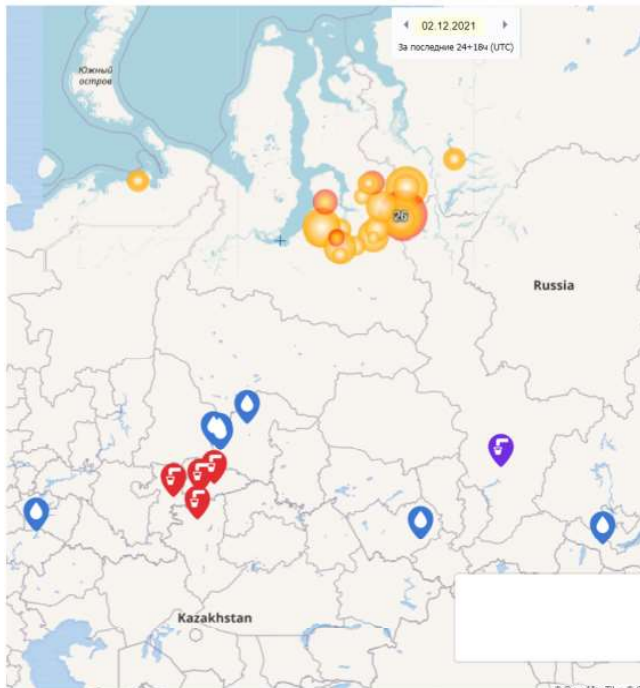 02.12.2021
За последние 24+18ч (UTC)
Южный
остров
26
Russia
Kazakhstan